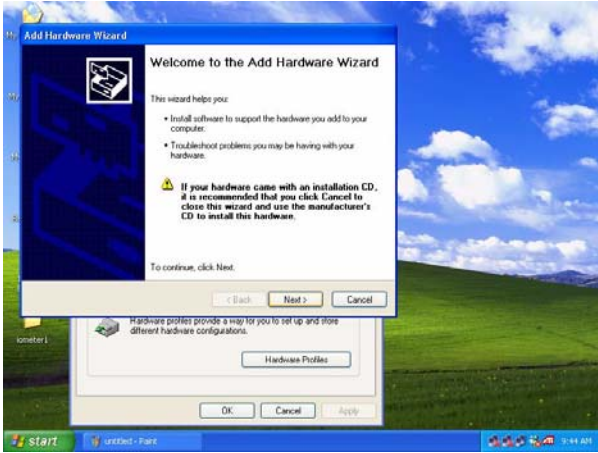 Add Hardware Wizard
Welcome to the Add Hardware Wizard
This wizard helps you:
• Install software to support the hardware you add to your
computer.
• Troubleshoot problems you may be having with your
hardware.
If your hardware came with an installation CD,
it is recommended that you click Cancel to
close this wizard and use the manufacturer's
CD to install this hardware.
To continue, click Next.
< Back Next > Cancel
Hardware profiles provide a way for you to set up and store
different hardware configurations.
Hardware Profiles
iometer1
OK Cancel Apply
start untitled - Paint 9:44 AM